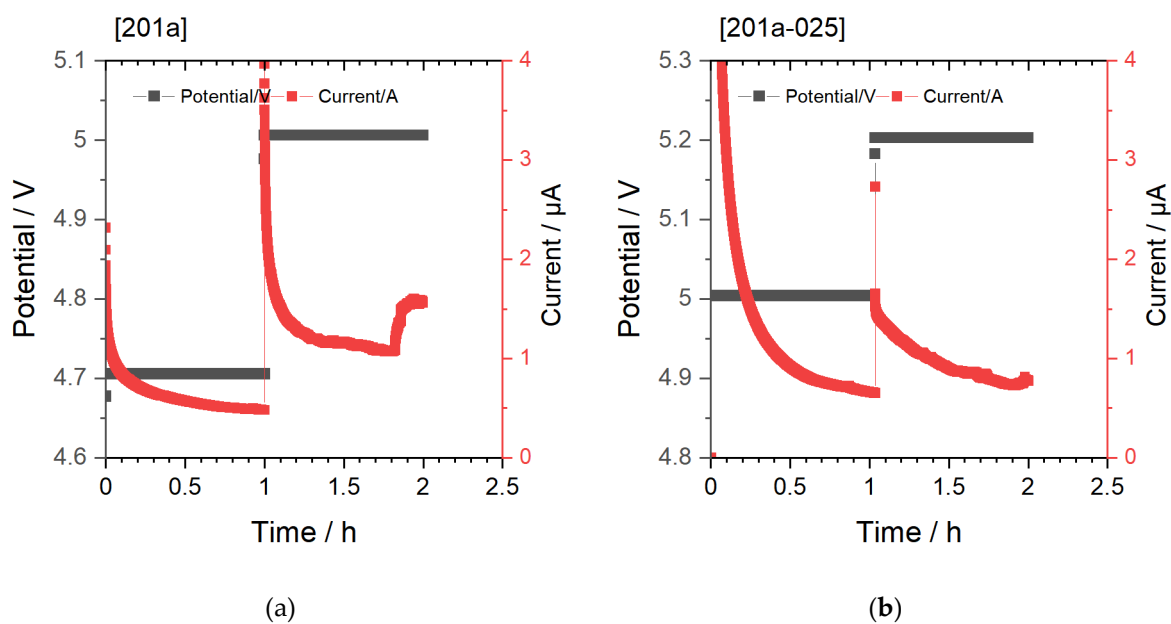 [201a]
Potential/V Current/A
5.1
5
4.9
4.8
4.7
4.6
Potential / V
4
3
2
1
0
Current / µA
0 0.5 1 1.5 2 2.5
Time / h
(a)
[201a-025]
Potential/V Current/A
5.3
5.2
5.1
5
4.9
4.8
Potential / V
4
3
2
1
0
Current / µA
0 0.5 1 1.5 2 2.5
Time / h
(b)